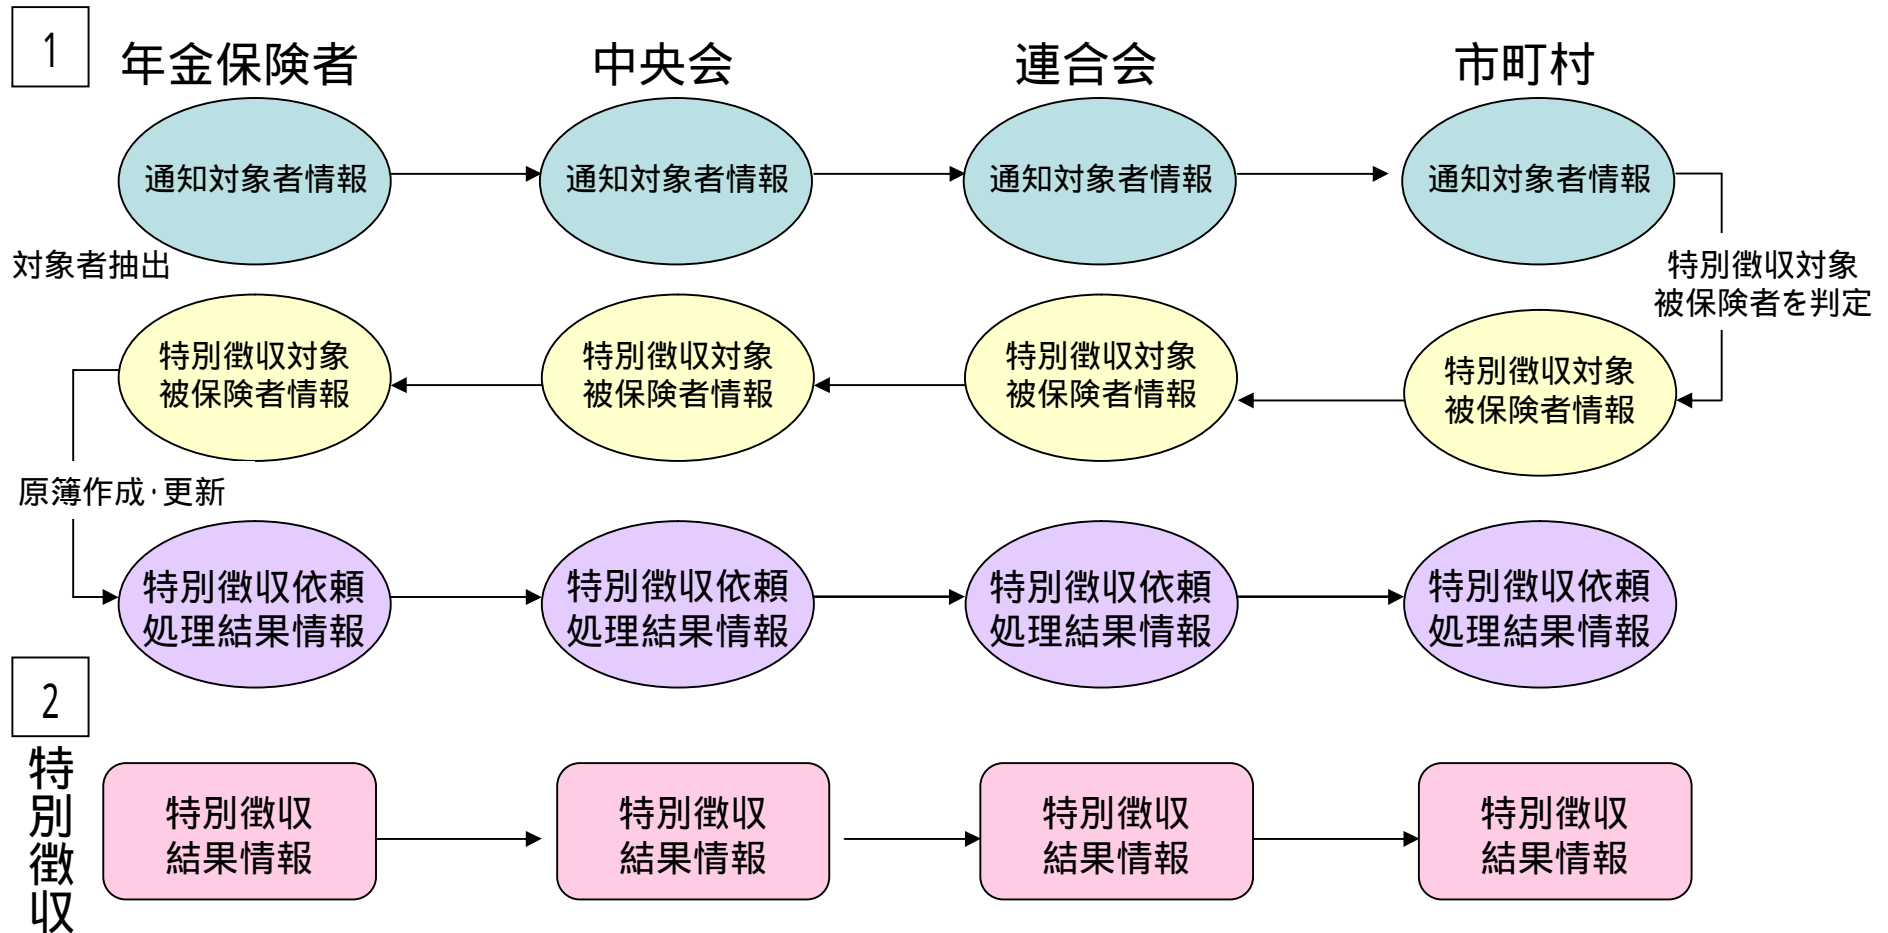 1
年金保険者
中央会
連合会
市町村
通知対象者情報
通知対象者情報
通知対象者情報
通知対象者情報
対象者抽出
特別徴収対象
被保険者を判定
特別徴収対象
被保険者情報
特別徴収対象
被保険者情報
特別徴収対象
被保険者情報
特別徴収対象
被保険者情報
原簿作成・更新
特別徴収依頼
処理結果情報
特別徴収依頼
処理結果情報
特別徴収依頼
処理結果情報
特別徴収依頼
処理結果情報
2
特別徴収
特別徴収
結果情報
特別徴収
結果情報
特別徴収
結果情報
特別徴収
結果情報